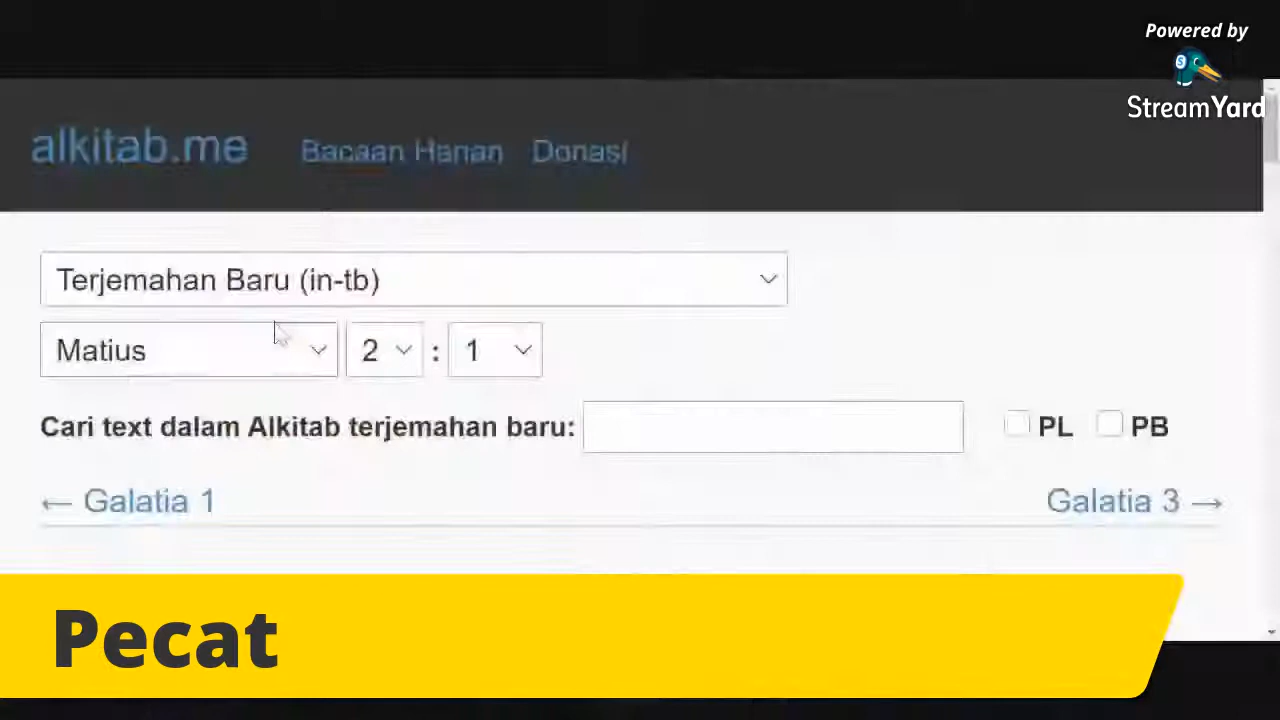 Powered by
StreamYard
alkitab.me Bacaan Harian Donasi
Terjemahan Baru (in-tb)
Matius 2 : 1
Cari text dalam Alkitab terjemahan baru: PL PB
← Galatia 1 Galatia 3 →
Pecat